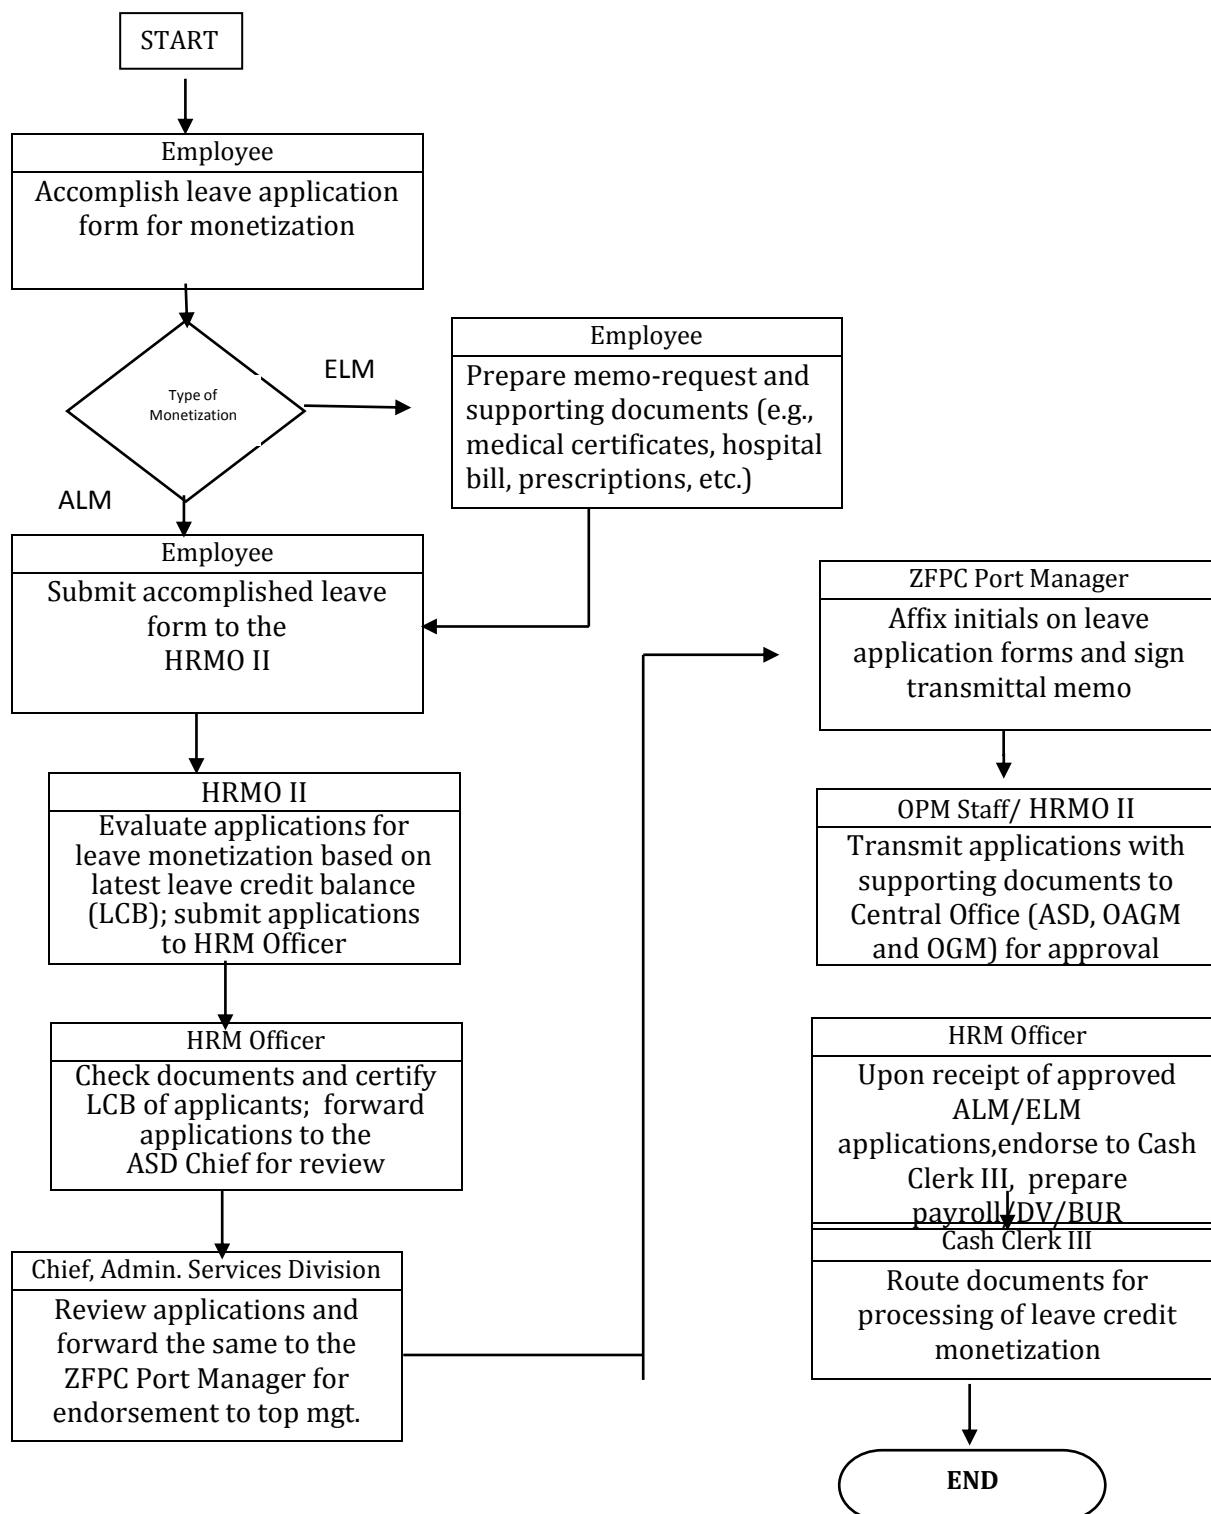 START
Employee
Accomplish leave application
form for monetization
Type of
Monetization
ELM
ALM
Employee
Prepare memo-request and
supporting documents (e.g.,
medical certificates, hospital
bill, prescriptions, etc.)
Employee
Submit accomplished leave
form to the
HRMO II
HRMO II
Evaluate applications for
leave monetization based on
latest leave credit balance
(LCB); submit applications
to HRM Officer
HRM Officer
Check documents and certify
LCB of applicants; forward
applications to the
ASD Chief for review
Chief, Admin. Services Division
Review applications and
forward the same to the
ZFPC Port Manager for
endorsement to top mgt.
ZFPC Port Manager
Affix initials on leave
application forms and sign
transmittal memo
OPM Staff/ HRMO II
Transmit applications with
supporting documents to
Central Office (ASD, OAGM
and OGM) for approval
HRM Officer
Upon receipt of approved
ALM/ELM
applications,endorse to Cash
Clerk III, prepare
payroll/DV/BUR
Cash Clerk III
Route documents for
processing of leave credit
monetization
END